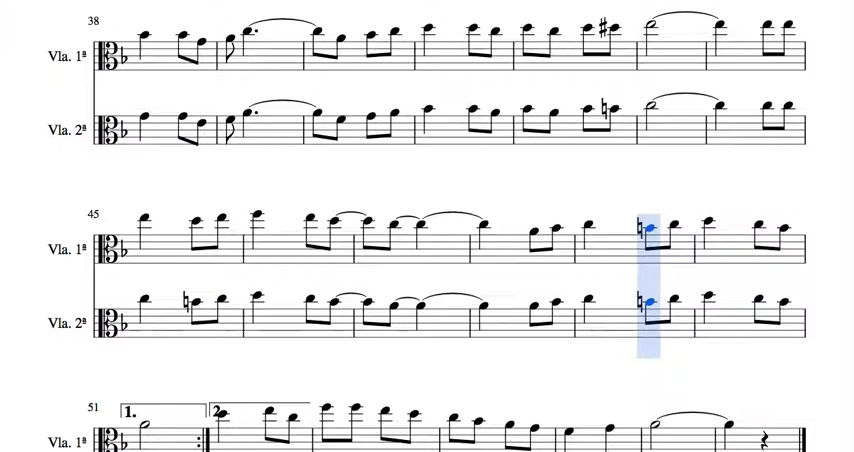 38
Vla. 1ª
Vla. 2ª
45
Vla. 1ª
Vla. 2ª
51
1.
2.
Vla. 1ª